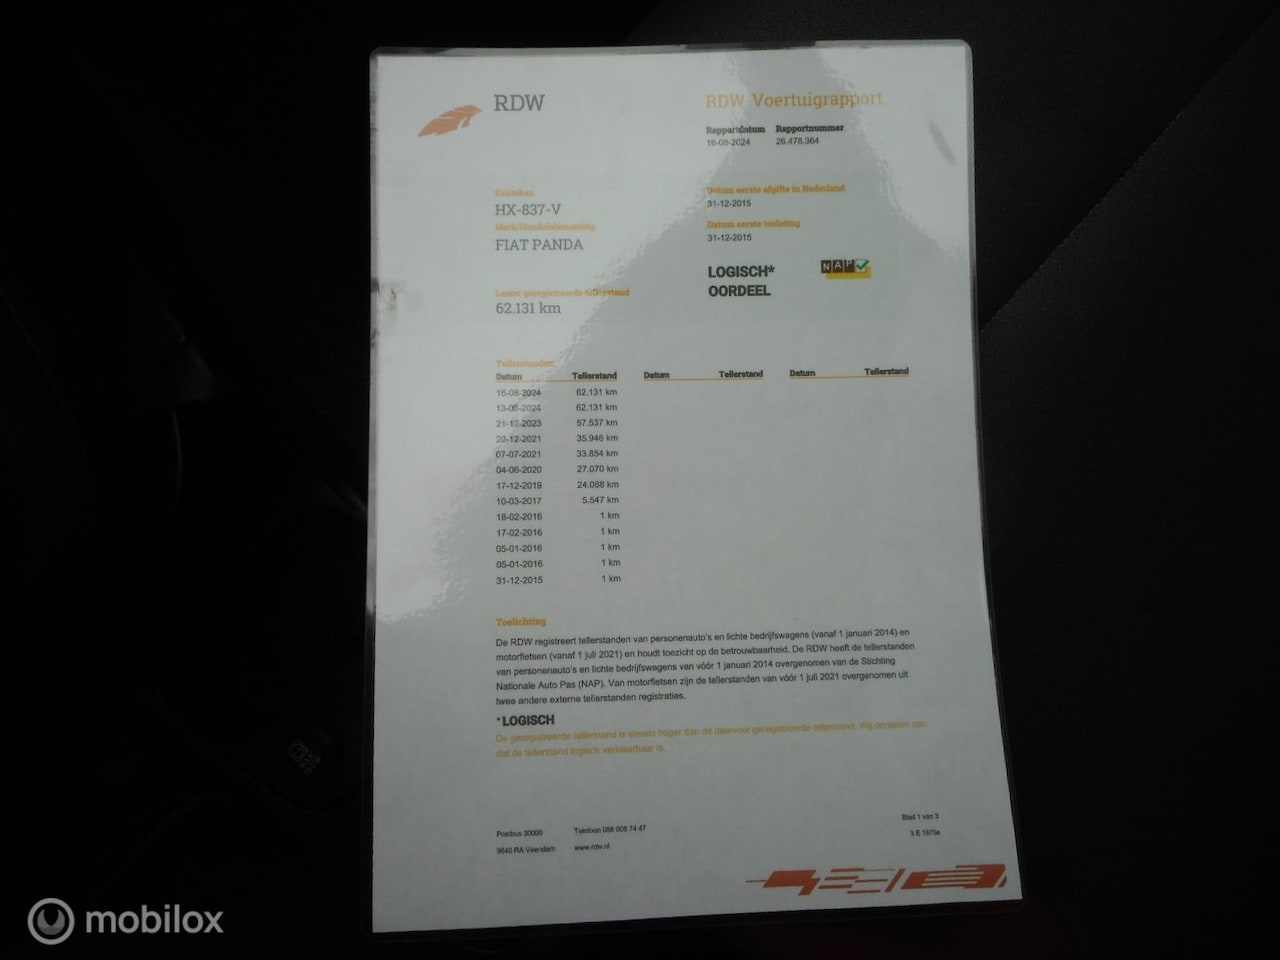 RDW
RDW Voertuigrapport
Rapportdatum Rapportnummer
16-08-2024 26.478.364
Kenteken
HX-837-V
Merk/Handelsbenaming
FIAT PANDA
Datum eerste afgifte in Nederland
31-12-2015
Datum eerste toelating
31-12-2015
LOGISCH*
OORDEEL
NAP
Laatst geregistreerde tellerstand
62.131 km
Tellerstanden
Datum Tellerstand Datum Tellerstand Datum Tellerstand
16-08-2024 62.131 km
13-08-2024 62.131 km
21-12-2023 57.537 km
20-12-2021 35.946 km
07-07-2021 33.854 km
04-06-2020 27.070 km
17-12-2019 24.088 km
10-03-2017 5.547 km
18-02-2016 1 km
17-02-2016 1 km
05-01-2016 1 km
05-01-2016 1 km
31-12-2015 1 km
Toelichting
De RDW registreert tellerstanden van personenauto's en lichte bedrijfswagens (vanaf 1 januari 2014) en
motorfietsen (vanaf 1 juli 2021) en houdt toezicht op de betrouwbaarheid. De RDW heeft de tellerstanden
van personenauto's en lichte bedrijfswagens van vóór 1 januari 2014 overgenomen van de Stichting
Nationale Auto Pas (NAP). Van motorfietsen zijn de tellerstanden van vóór 1 juli 2021 overgenomen uit
twee andere externe tellerstanden registraties.
*LOGISCH
De geregistreerde tellerstand is steeds hoger dan de daarvoor geregistreerde tellerstand. Wij oordelen dan
dat de tellerstand logisch verklaarbaar is.
Postbus 30000 Telefoon 088 008 74 47
9640 RA Veendam www.rdw.nl
Blad 1 van 3
3 E 1675e
mobilox